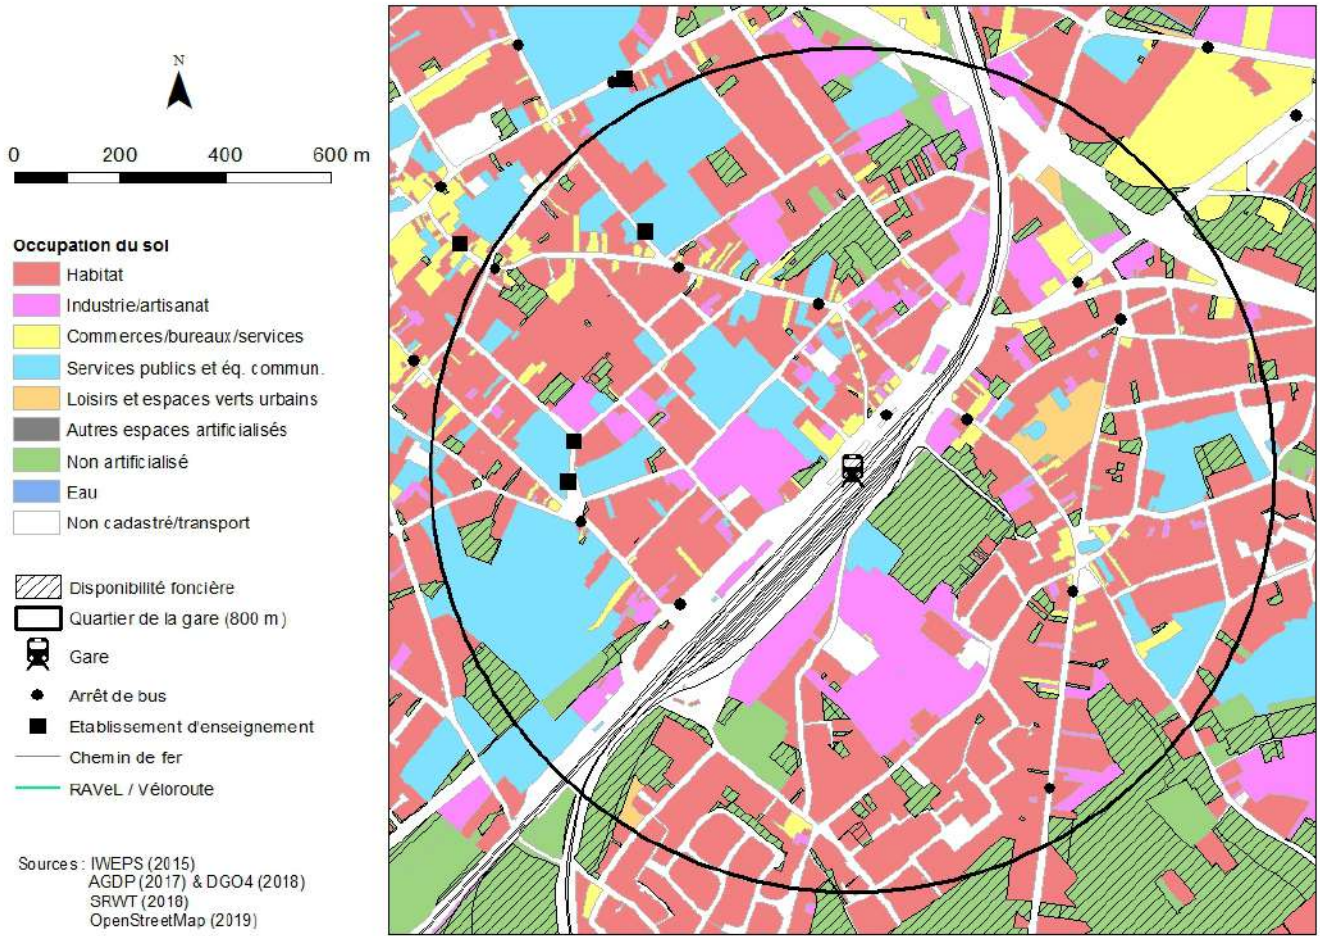 N
0 200 400 600 m
Occupation du sol
Habitat
Industrie/artisanat
Commerces/bureaux/services
Services publics et éq. commun.
Loisirs et espaces verts urbains
Autres espaces artificialisés
Non artificialisé
Eau
Non cadastré/transport
Disponibilité foncière
Quartier de la gare (800 m)
Gare
Arrêt de bus
Etablissement d'enseignement
Chemin de fer
RAVeL / Véloroute
Sources : IWEPS (2015)
AGDP (2017) & DGO4 (2018)
SRWT (2018)
OpenStreetMap (2019)